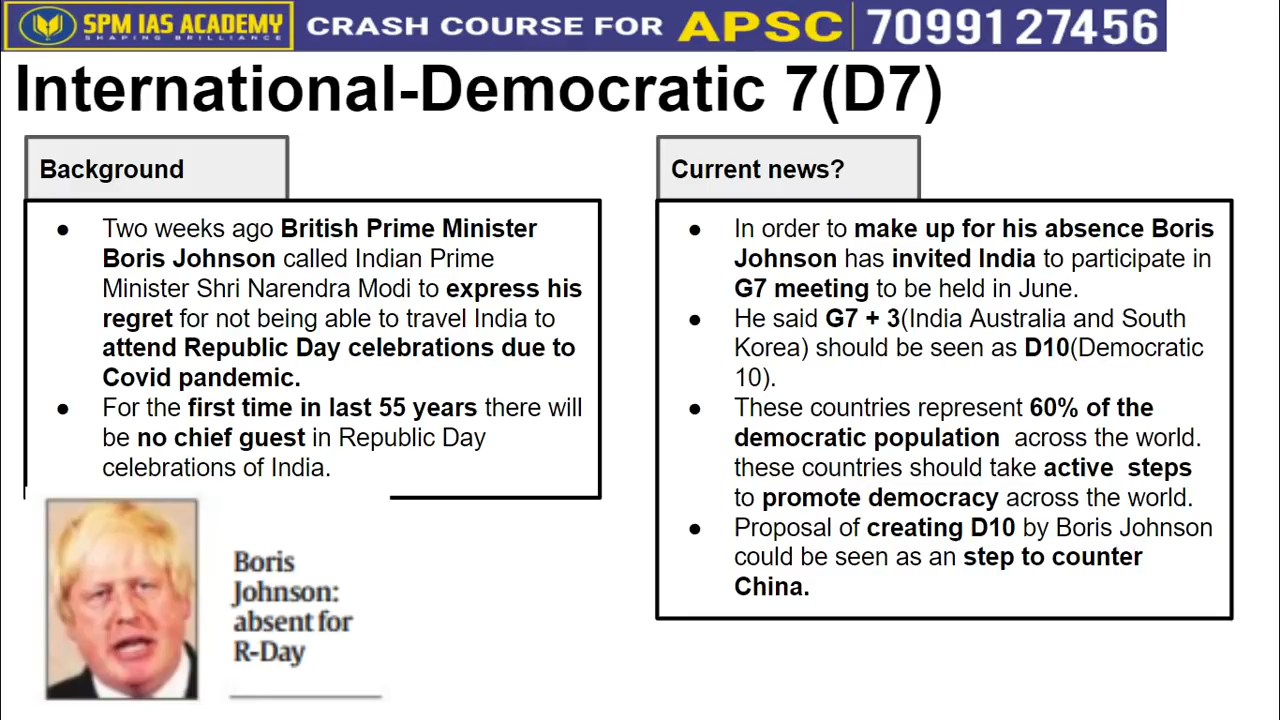 SPM IAS ACADEMY
SHAPING BRILLIANCE
CRASH COURSE FOR APSC 70991 27456
International-Democratic 7(D7)
Background
● Two weeks ago British Prime Minister
Boris Johnson called Indian Prime
Minister Shri Narendra Modi to express his
regret for not being able to travel India to
attend Republic Day celebrations due to
Covid pandemic.
● For the first time in last 55 years there will
be no chief guest in Republic Day
celebrations of India.
Boris
Johnson:
absent for
R-Day
Current news?
● In order to make up for his absence Boris
Johnson has invited India to participate in
G7 meeting to be held in June.
● He said G7 + 3(India Australia and South
Korea) should be seen as D10(Democratic
10).
● These countries represent 60% of the
democratic population across the world.
these countries should take active steps
to promote democracy across the world.
● Proposal of creating D10 by Boris Johnson
could be seen as an step to counter
China.